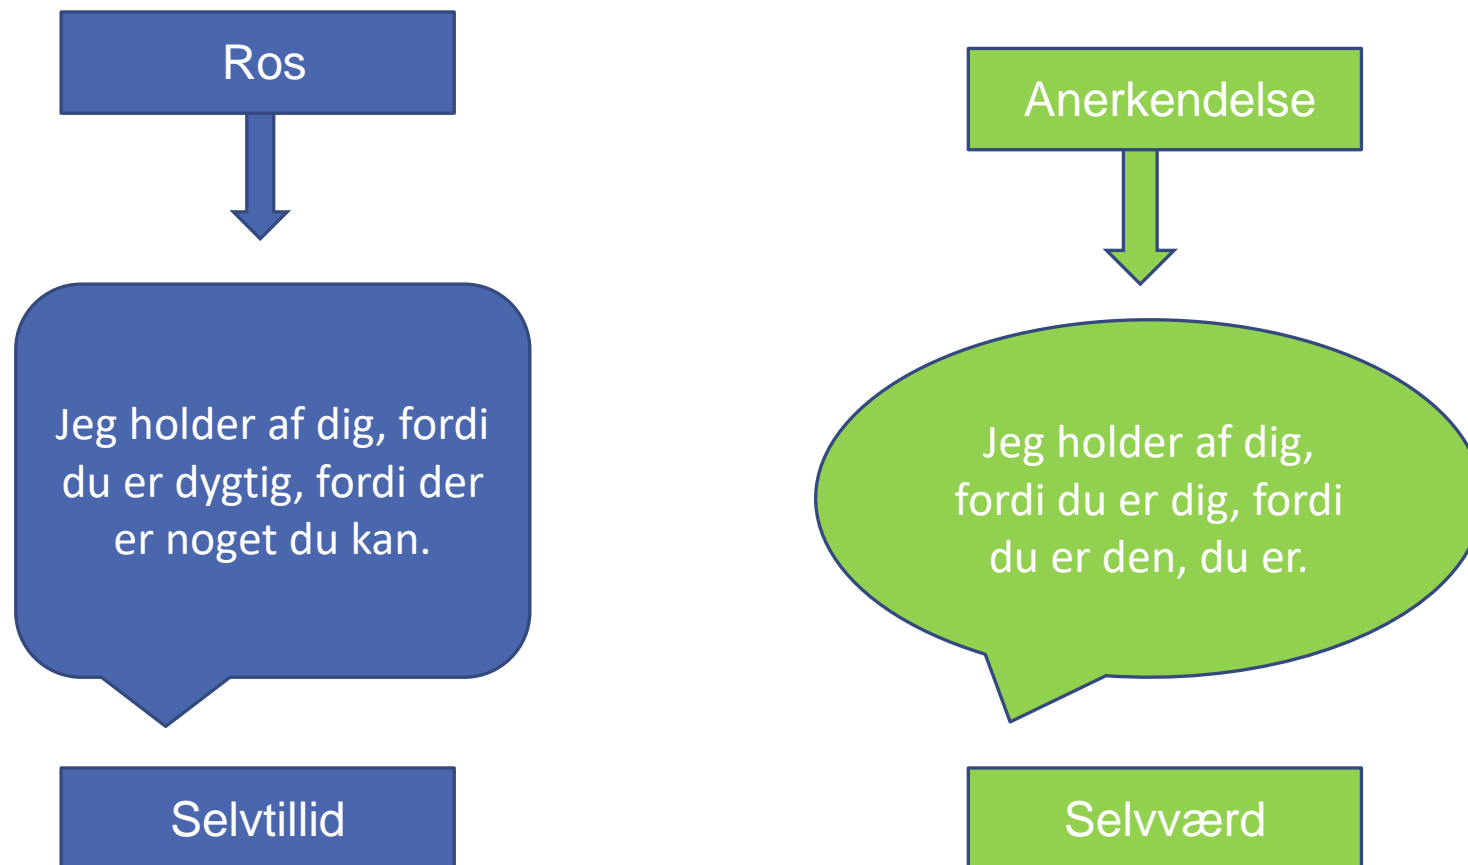 Ros
Jeg holder af dig, fordi
du er dygtig, fordi der
er noget du kan.
Selvtillid
Anerkendelse
Jeg holder af dig,
fordi du er dig, fordi
du er den, du er.
Selvværd